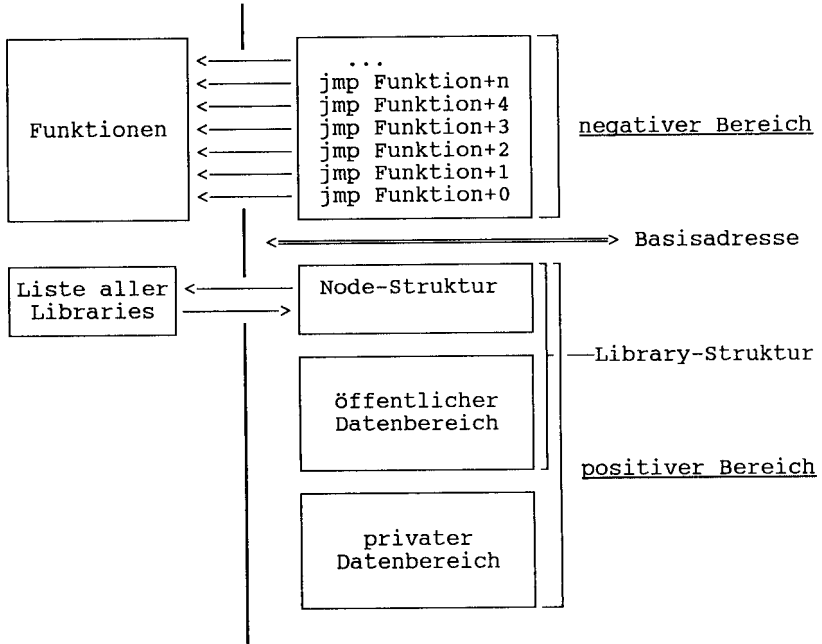 ...
jmp Funktion+n
jmp Funktion+4
jmp Funktion+3
jmp Funktion+2
jmp Funktion+1
jmp Funktion+0
Funktionen
negativer Bereich
Basisadresse
Liste aller
Libraries
Node-Struktur
Library-Struktur
öffentlicher
Datenbereich
positiver Bereich
privater
Datenbereich